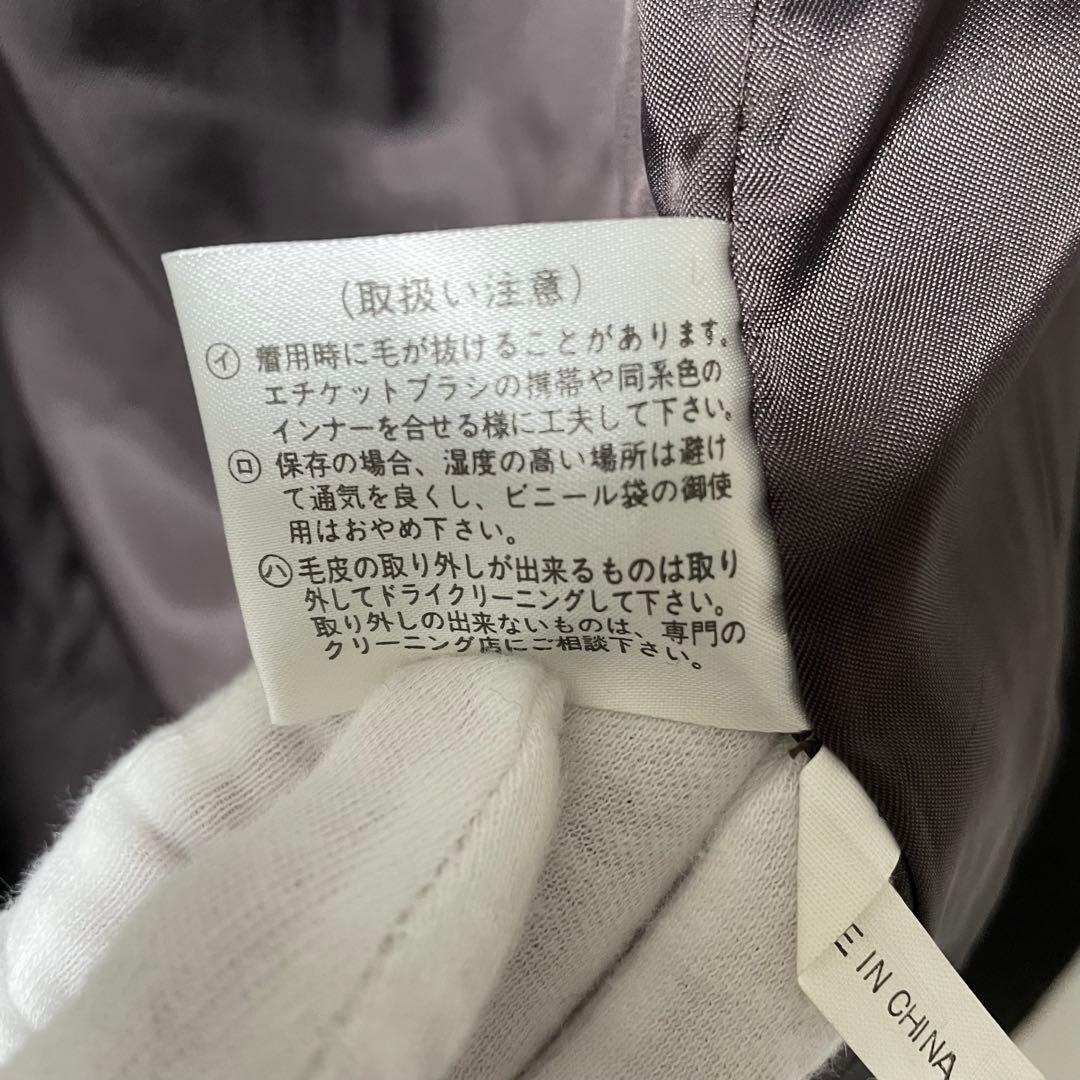 (取扱い注意)
㋑ 着用時に毛が抜けることがあります。
エチケットブラシの携帯や同系色の
インナーを合せる様に工夫して下さい。
㋺ 保存の場合、湿度の高い場所は避け
て通気を良くし、ビニール袋の御使
用はおやめ下さい。
㋩ 毛皮の取り外しが出来るものは取り
外してドライクリーニングして下さい。
取り外しの出来ないものは、専門の
クリーニング店にご相談下さい。
E IN CHINA